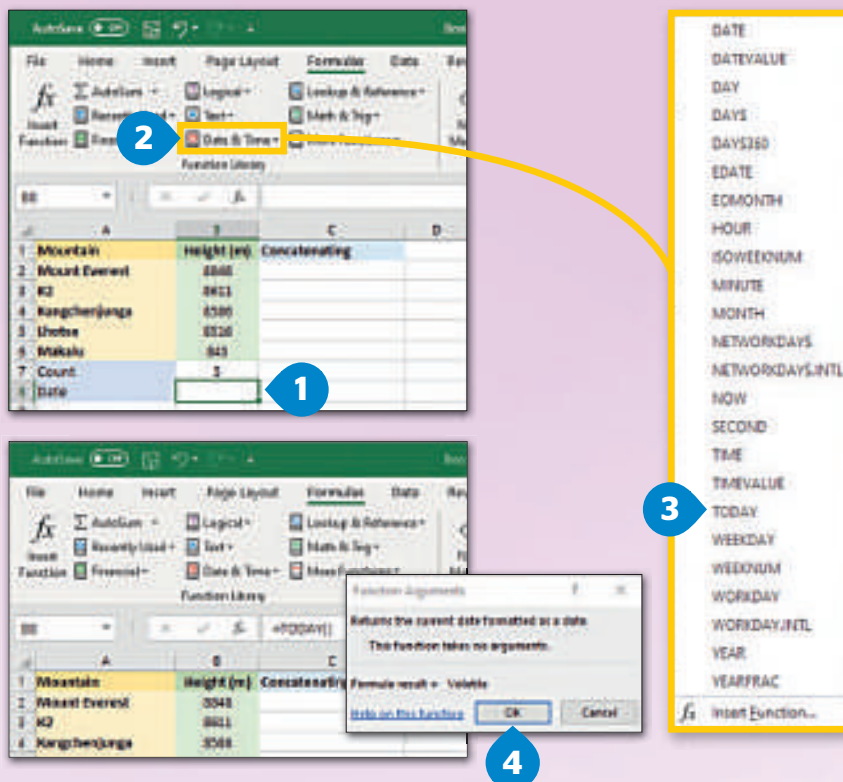 AutoSave
File Home Insert Page Layout Formulas Data
fx AutoSum Logical Lookup & Reference
Insert Function Recently Used Text Math & Trig
2 Date & Time
Function Library
B8 fx
A B C D
1 Mountain Height (m) Concatenating
2 Mount Everest 8848
3 K2 8611
4 Kangchenjunga 8586
5 Lhotse 8516
6 Makalu
7 Count 5
8 Date
1
AutoSave
File Home Insert Page Layout Formulas Data
fx AutoSum Logical Lookup & Reference
Insert Function Recently Used Text Math & Trig
Financial Date & Time More Functions
Function Library
B8 fx =TODAY()
A B C
1 Mountain Height (m) Concatenating
2 Mount Everest 8848
3 K2 8611
4 Kangchenjunga 8586
Function Arguments ? ×
Returns the current date formatted as a date.
This function takes no arguments.
Formula result = Volatile
Help on this function OK Cancel
4
DATE
DATEVALUE
DAY
DAYS
DAYS360
EDATE
EOMONTH
HOUR
ISOWEEKNUM
MINUTE
MONTH
NETWORKDAYS
NETWORKDAYS.INTL
NOW
SECOND
TIME
TIMEVALUE
3 TODAY
WEEKDAY
WEEKNUM
WORKDAY
WORKDAY.INTL
YEAR
YEARFRAC
fx Insert Function...